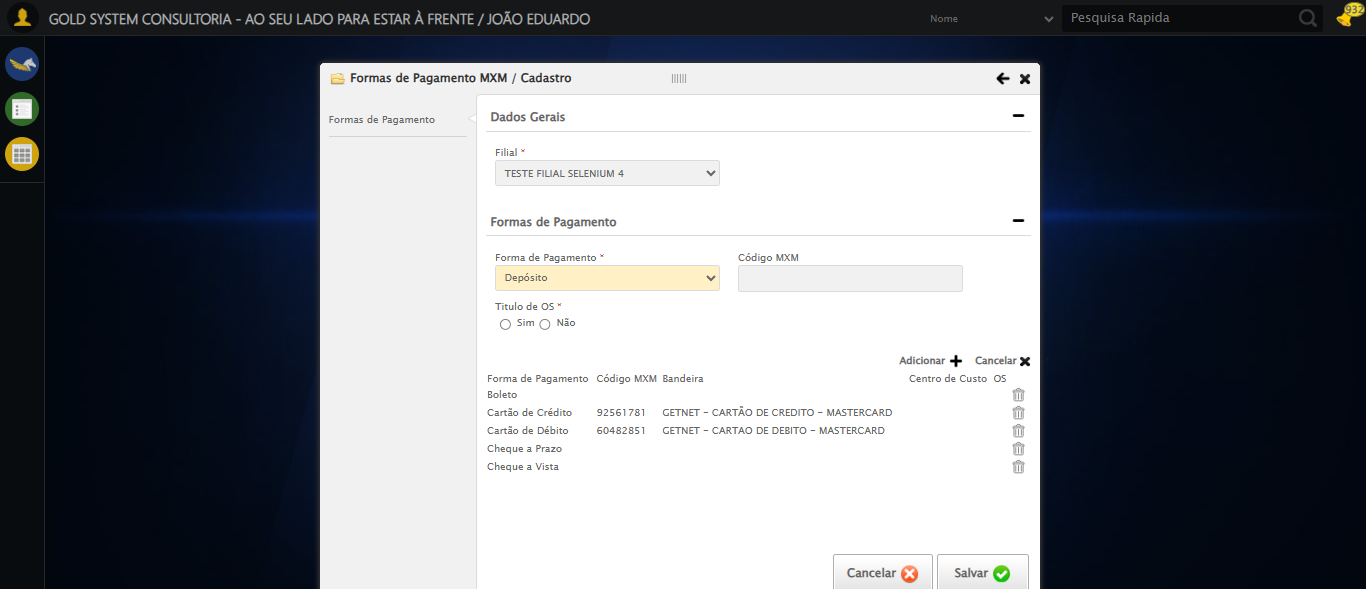 GOLD SYSTEM CONSULTORIA - AO SEU LADO PARA ESTAR À FRENTE / JOÃO EDUARDO
Nome
Pesquisa Rapida
932
Formas de Pagamento MXM / Cadastro
Formas de Pagamento
Dados Gerais
Filial *
TESTE FILIAL SELENIUM 4
Formas de Pagamento
Forma de Pagamento * Código MXM
Depósito
Titulo de OS *
Sim Não
Adicionar Cancelar
Forma de Pagamento Código MXM Bandeira Centro de Custo OS
Boleto
Cartão de Crédito 92561781 GETNET - CARTÃO DE CREDITO - MASTERCARD
Cartão de Débito 60482851 GETNET - CARTAO DE DEBITO - MASTERCARD
Cheque a Prazo
Cheque a Vista
Cancelar Salvar